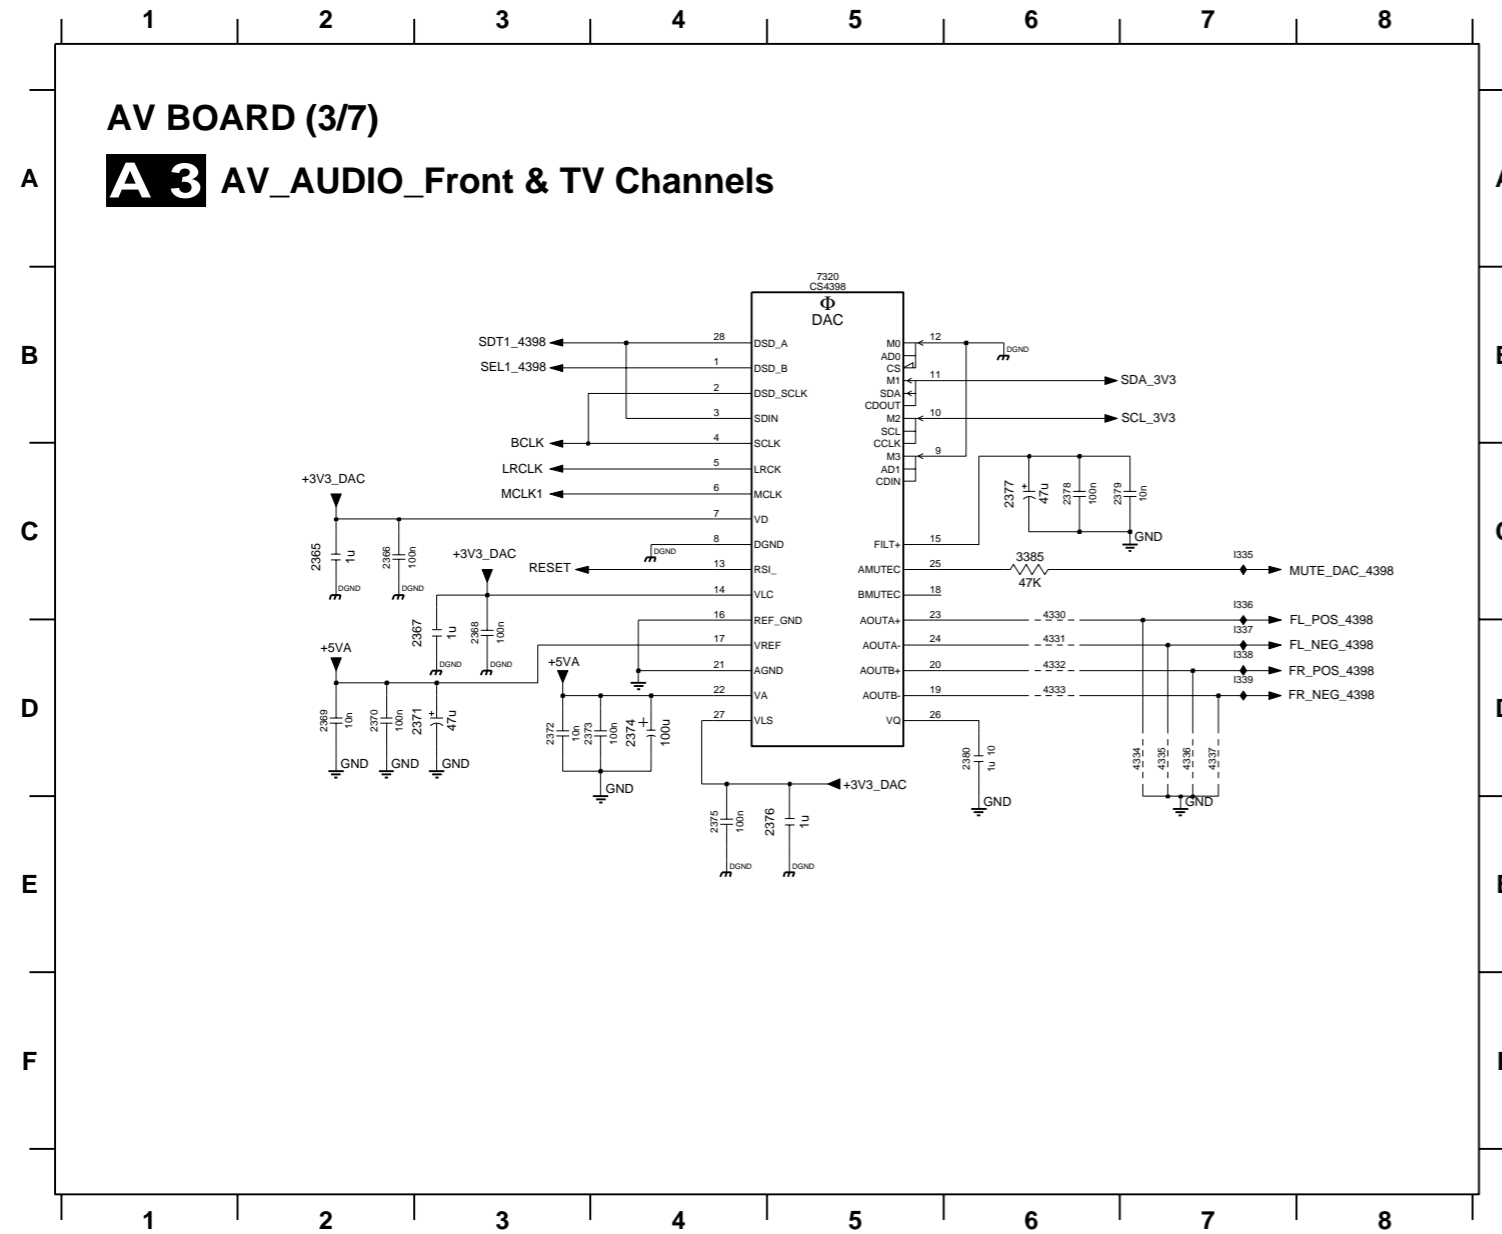 1 2 3 4 5 6 7 8
AV BOARD (3/7)
A
A 3 AV_AUDIO_Front & TV Channels
7320
CS4398
Φ
DAC
B
SDT1_4398 28 DSD_A M0 12 DGND
AD0
SEL1_4398 1 DSD_B CS
M1 11 SDA_3V3
2 DSD_SCLK SDA
CDOUT
3 SDIN M2 10 SCL_3V3
SCL
BCLK 4 SCLK CCLK
M3 9
LRCLK 5 LRCK AD1
+3V3_DAC CDIN
MCLK1 6 MCLK 2377 + 47u 2378 100n 2379 10n
7 VD
C
2365 1u 2366 100n +3V3_DAC 8 DGND DGND FILT+ 15 GND
RESET 13 RSI_ AMUTEC 25 3385 47K I335 MUTE_DAC_4398
DGND DGND 14 VLC BMUTEC 18
2367 1u 2368 100n 16 REF_GND AOUTA+ 23 4330 I336 FL_POS_4398
+5VA 17 VREF AOUTA- 24 4331 I337 FL_NEG_4398
DGND DGND +5VA 21 AGND AOUTB+ 20 4332 I338 FR_POS_4398
D
22 VA AOUTB- 19 4333 I339 FR_NEG_4398
2369 10n 2370 100n 2371 + 47u 2372 10n 2373 100n 2374 + 100u 27 VLS VQ 26
GND GND GND 2380 1u 10 4334 4335 4336 4337
GND +3V3_DAC GND GND
2375 100n 2376 1u
DGND DGND
E
F
1 2 3 4 5 6 7 8